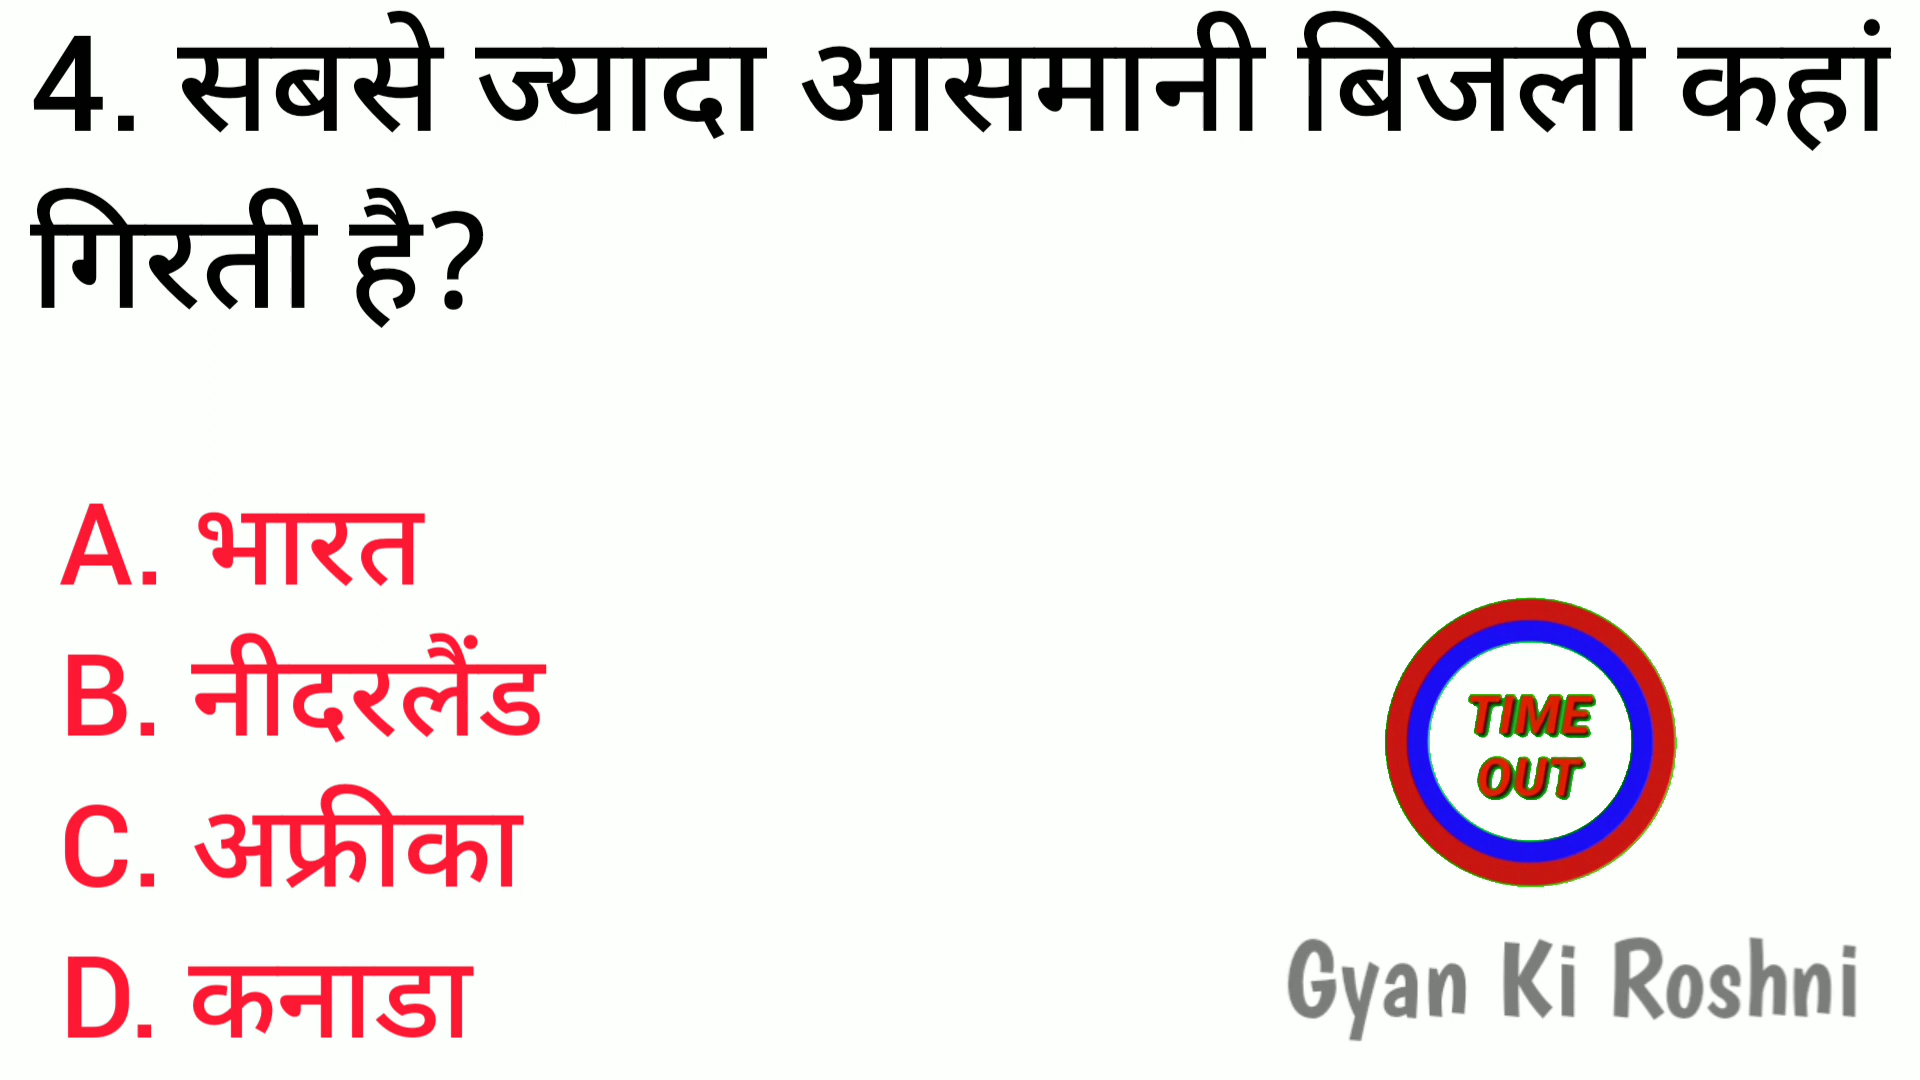 4. सबसे ज्यादा आसमानी बिजली कहां
गिरती है?
A. भारत
B. नीदरलैंड
C. अफ्रीका
D. कनाडा
TIME
OUT
Gyan Ki Roshni